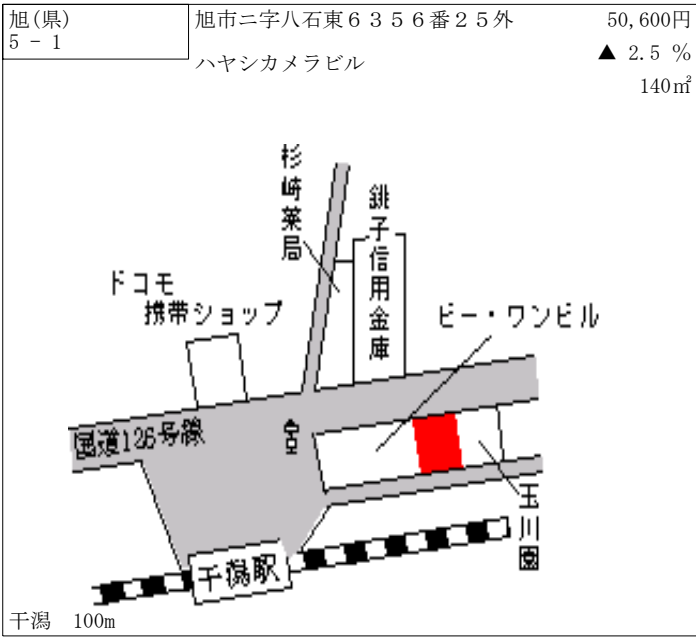 旭(県)
5 - 1
旭市ニ字八石東6356番25外
ハヤシカメラビル
50,600円
▲ 2.5 %
140㎡
杉崎薬局
銚子信用金庫
ドコモ
携帯ショップ
ビー・ワンビル
国道126号線
玉川園
干潟駅
干潟 100m